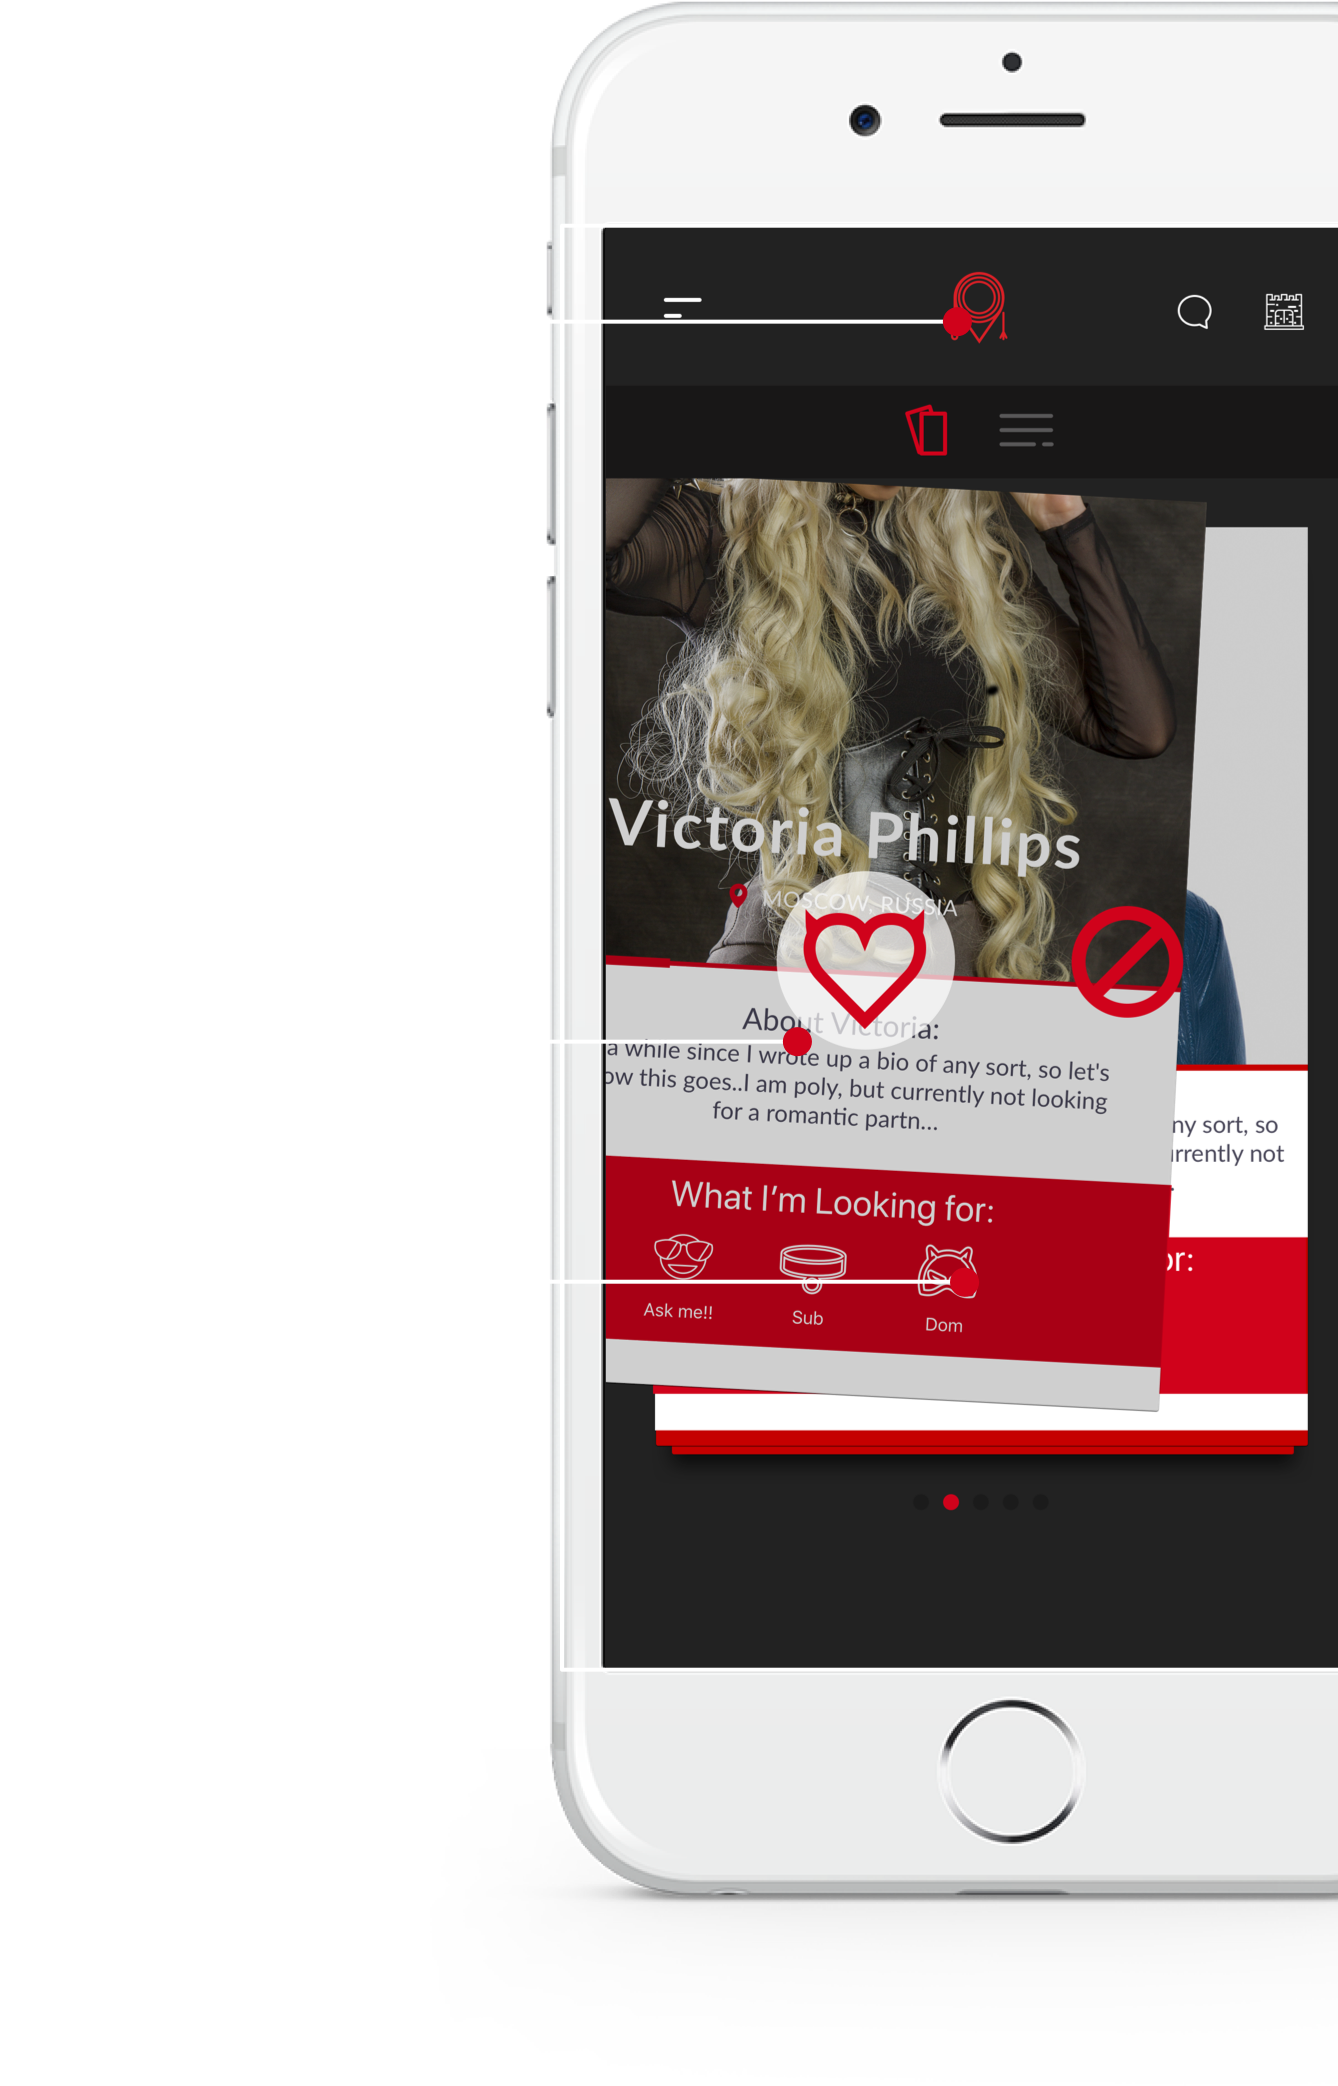 Victoria Phillips
MOSCOW, RUSSIA
About Victoria:
a while since I wrote up a bio of any sort, so let's
ow this goes..I am poly, but currently not looking
for a romantic partn...
What I'm Looking for:
Ask me!!
Sub
Dom
ny sort, so
urrently not
or: